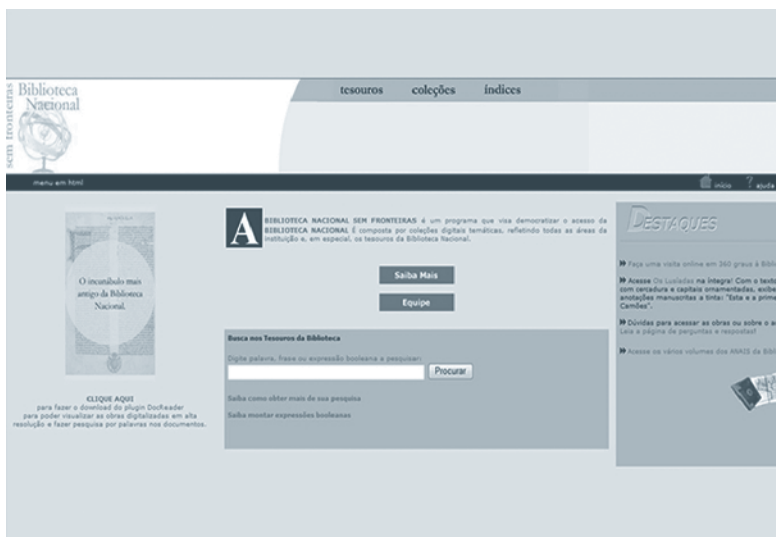 sem fronteiras
Biblioteca
Nacional
tesouros coleções índices
menu em html
início ? ajuda
O incunábulo mais
antigo da Biblioteca
Nacional.
CLIQUE AQUI
para fazer o download do plugin DocReader
para poder visualizar as obras digitalizadas em alta
resolução e fazer pesquisa por palavras nos documentos.
A BIBLIOTECA NACIONAL SEM FRONTEIRAS é um programa que visa democratizar o acesso da
BIBLIOTECA NACIONAL É composta por coleções digitais temáticas, refletindo todas as áreas da
instituição e, em especial, os tesouros da Biblioteca Nacional.
Saiba Mais
Equipe
Busca nos Tesouros da Biblioteca
Digite palavra, frase ou expressão booleana a pesquisar:
Procurar
Saiba como obter mais de sua pesquisa
Saiba montar expressões booleanas
DESTAQUES
Faça uma visita online em 360 graus à Bibli
Acesse Os Lusíadas na íntegra! Com o texto
com cercadura e capitais ornamentadas, exibe
anotações manuscritas a tinta: "Esta e a prime
Camões".
Dúvidas para acessar as obras ou sobre o a
Leia a página de perguntas e respostas!
Acesse os vários volumes dos ANAIS da Bibl